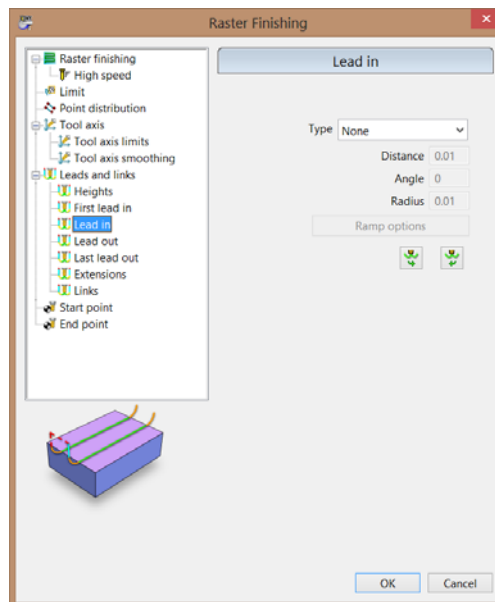 Raster Finishing
Raster finishing
High speed
Limit
Point distribution
Tool axis
Tool axis limits
Tool axis smoothing
Leads and links
Heights
First lead in
Lead in
Lead out
Last lead out
Extensions
Links
Start point
End point
Lead in
Type None
Distance 0.01
Angle 0
Radius 0.01
Ramp options
OK Cancel